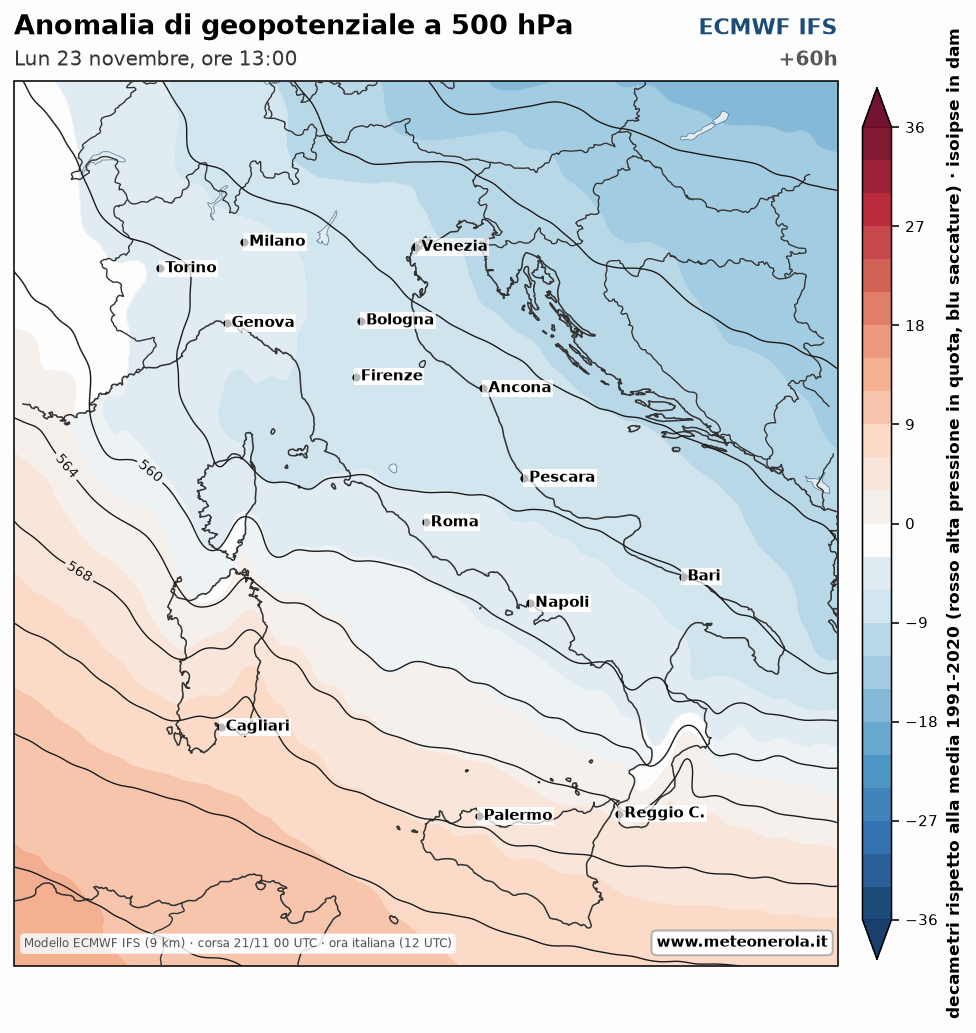 Anomalia di geopotenziale a 500 hPa
ECMWF IFS
Lun 23 novembre, ore 13:00
+60h
Milano
Venezia
Torino
Genova
Bologna
Firenze
Ancona
564
560
Pescara
Roma
568
Bari
Napoli
Cagliari
Palermo
Reggio C.
Modello ECMWF IFS (9 km) · corsa 21/11 00 UTC · ora italiana (12 UTC)
www.meteonerola.it
36
27
18
9
0
−9
−18
−27
−36
decametri rispetto alla media 1991-2020 (rosso alta pressione in quota, blu saccature) · isoipse in dam